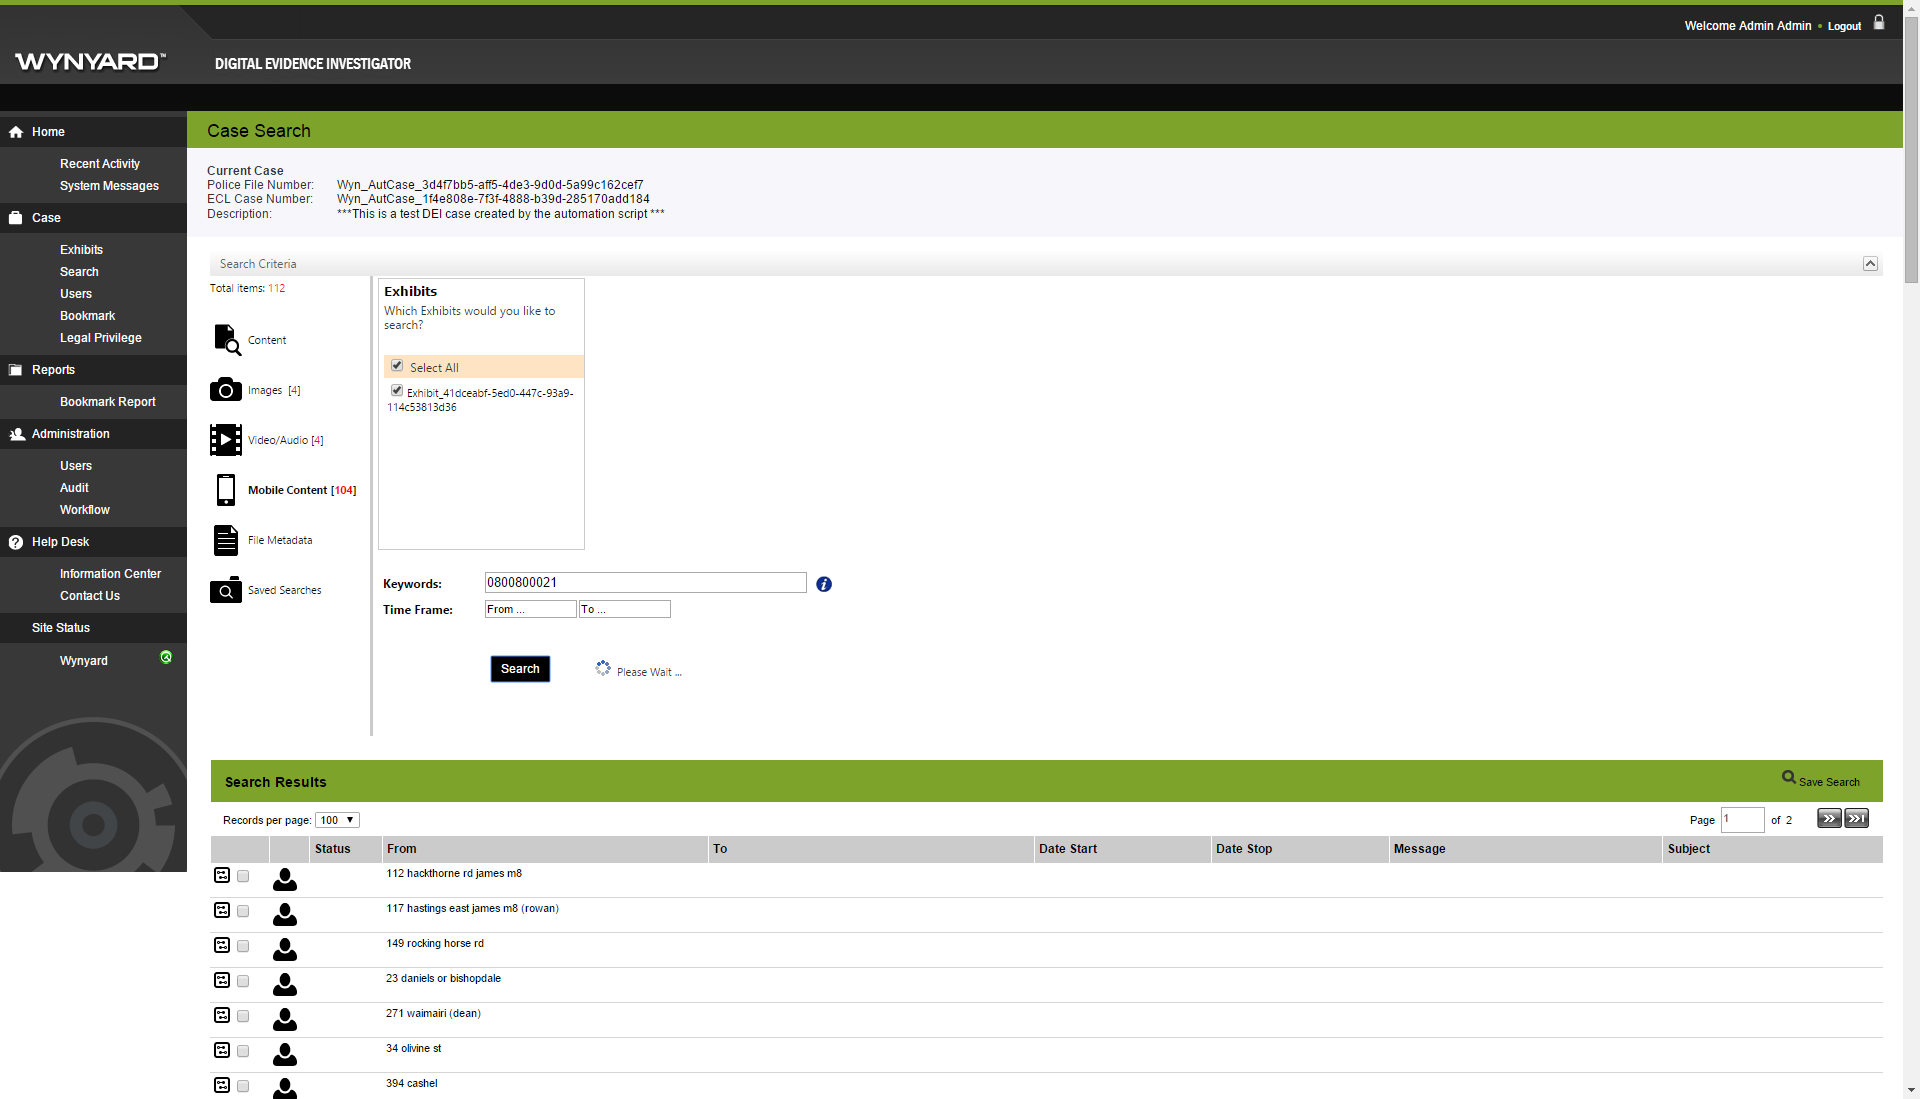 Welcome Admin Admin • Logout
WYNYARD™
DIGITAL EVIDENCE INVESTIGATOR
Home
Recent Activity
System Messages
Case
Exhibits
Search
Users
Bookmark
Legal Privilege
Reports
Bookmark Report
Administration
Users
Audit
Workflow
Help Desk
Information Center
Contact Us
Site Status
Wynyard
Case Search
Current Case
Police File Number: Wyn_AutCase_3d4f7bb5-aff5-4de3-9d0d-5a99c162cef7
ECL Case Number: Wyn_AutCase_1f4e808e-7f3f-4888-b39d-285170add184
Description: ***This is a test DEI case created by the automation script ***
Search Criteria
Total items: 112
Content
Images [4]
Video/Audio [4]
Mobile Content [104]
File Metadata
Saved Searches
Exhibits
Which Exhibits would you like to
search?
Select All
Exhibit_41dceabf-5ed0-447c-93a9-
114c53813d36
Keywords: 0800800021
Time Frame: From ... To ...
Search Please Wait ...
Search Results Save Search
Records per page: 100 Page 1 of 2
Status From To Date Start Date Stop Message Subject
112 hackthorne rd james m8
117 hastings east james m8 (rowan)
149 rocking horse rd
23 daniels or bishopdale
271 waimairi (dean)
34 olivine st
394 cashel